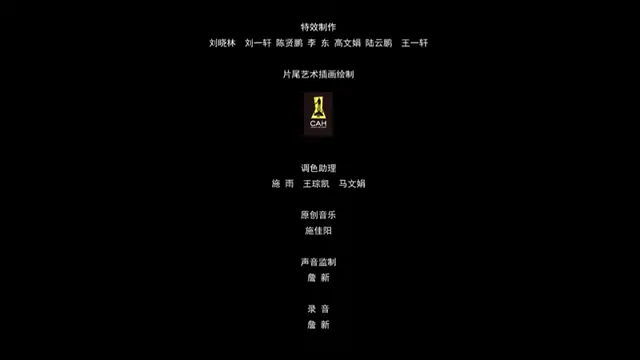 特效制作
刘晓林 刘一轩 陈贤鹏 李 东 高文娟 陆云鹏 王一轩
片尾艺术插画绘制
CAH
调色助理
施 雨 王琮凯 马文娟
原创音乐
施佳阳
声音监制
詹 新
录 音
詹 新